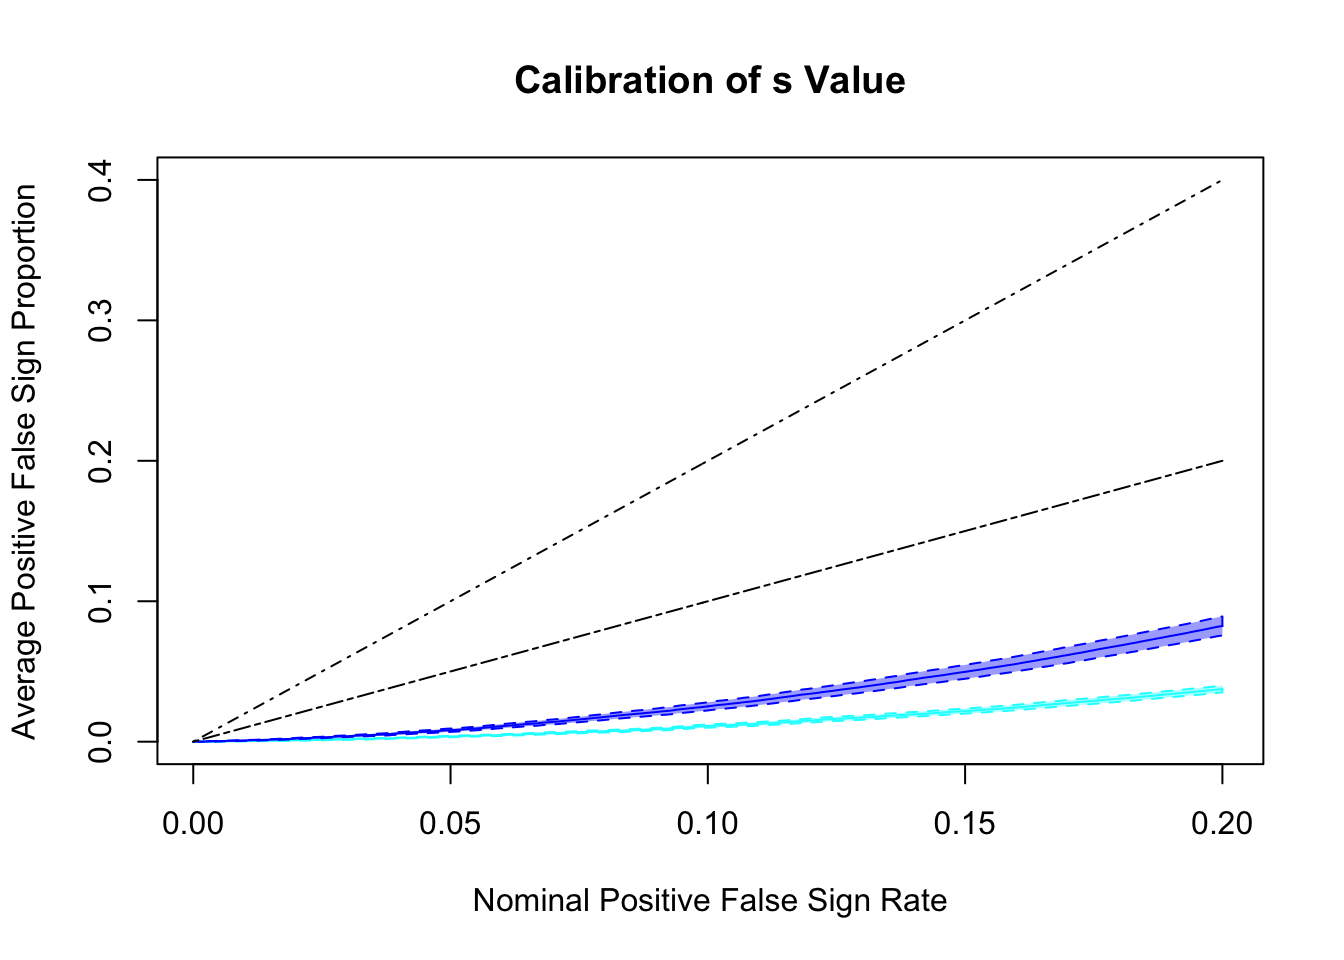 Calibration of s Value
Average Positive False Sign Proportion
0.4
0.3
0.2
0.1
0.0
0.00 0.05 0.10 0.15 0.20
Nominal Positive False Sign Rate